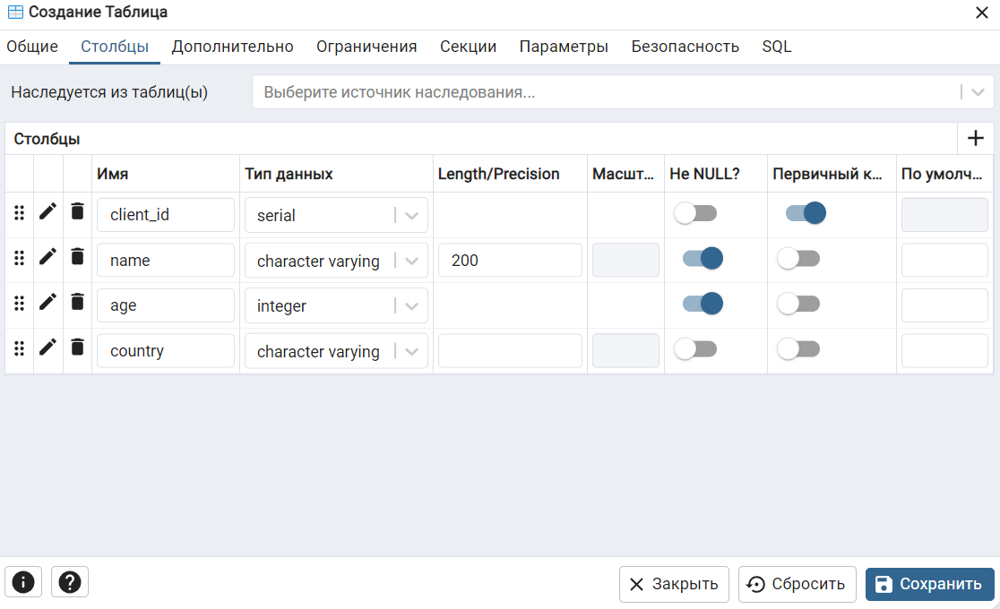 Создание Таблица
Общие Столбцы Дополнительно Ограничения Секции Параметры Безопасность SQL
Наследуется из таблиц(ы) Выберите источник наследования...
Столбцы
Имя Тип данных Length/Precision Масшт... Не NULL? Первичный к... По умолч...
client_id serial
name character varying 200
age integer
country character varying
Закрыть Сбросить Сохранить